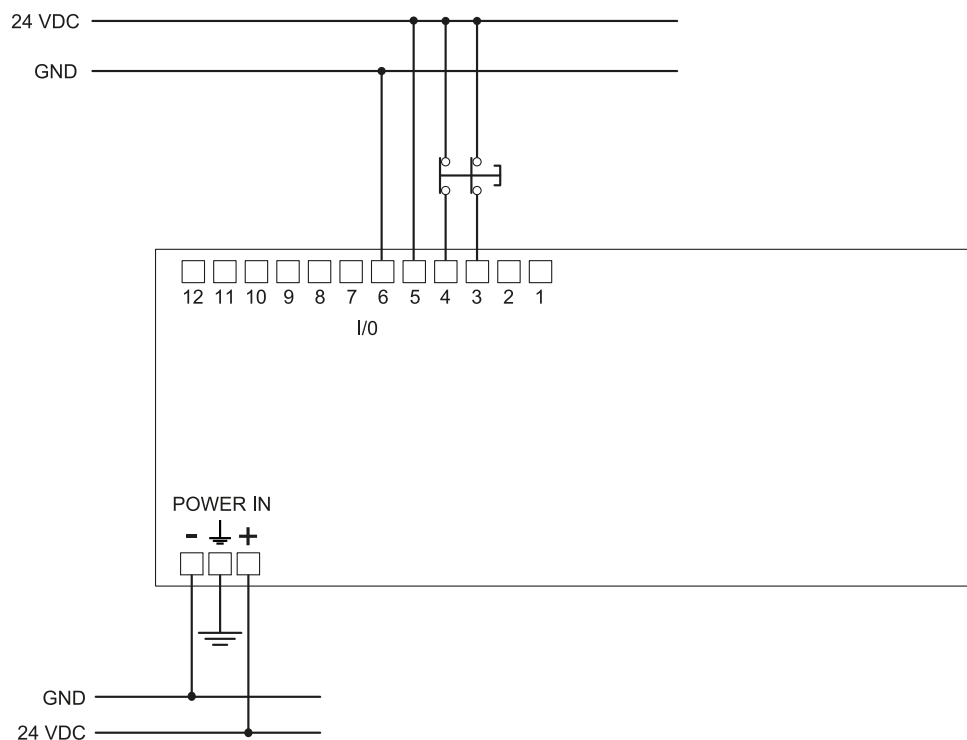 24 VDC
GND
12 11 10 9 8 7 6 5 4 3 2 1
I/0
POWER IN
- +
GND
24 VDC